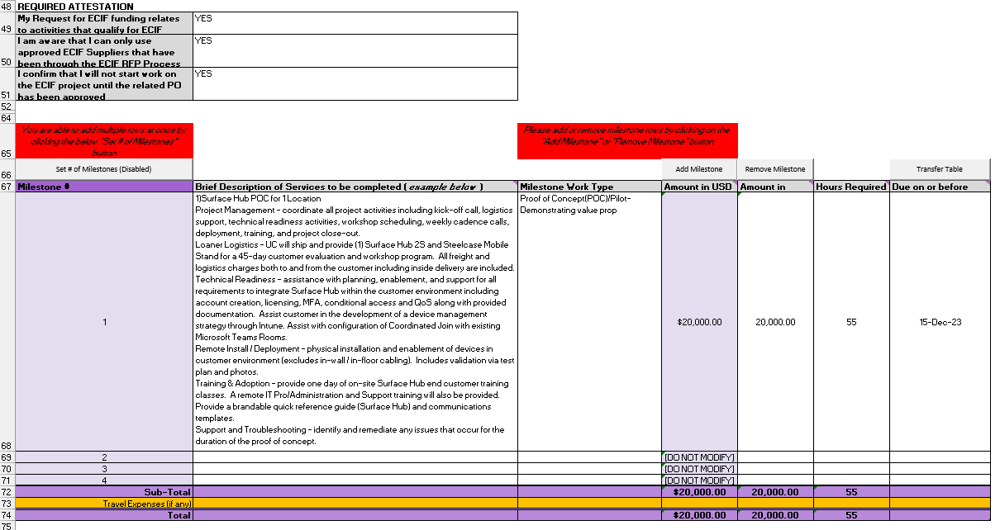 48 REQUIRED ATTESTATION
My Request for ECIF funding relates YES
49 to activities that qualify for ECIF
I am aware that I can only use YES
approved ECIF Suppliers that have
50 been through the ECIF RFP Process
I confirm that I will not start work on YES
the ECIF project until the related PO
51 has been approved
52
64
You are able to add multiple rows at once by Please add or remove milestone rows by clicking on the
clicking the below "Set # of Milestones" "Add Milestone" or "Remove Milestone" button
65 button
66 Set # of Milestones (Disabled) Add Milestone Remove Milestone Transfer Table
67 Milestone # Brief Description of Services to be completed ( example below ) Milestone Work Type Amount in USD Amount in Hours Required Due on or before
1)Surface Hub POC for 1 Location Proof of Concept(POC)/Pilot-
Project Management - coordinate all project activities including kick-off call, logistics Demonstrating value prop
support, technical readiness activities, workshop scheduling, weekly cadence calls,
deployment, training, and project close-out.
Loaner Logistics - UC will ship and provide (1) Surface Hub 2S and Steelcase Mobile
Stand for a 45-day customer evaluation and workshop program. All freight and
logistics charges both to and from the customer including inside delivery are included.
Technical Readiness - assistance with planning, enablement, and support for all
requirements to integrate Surface Hub within the customer environment including
account creation, licensing, MFA, conditional access and QoS along with provided
documentation. Assist customer in the development of a device management
1 strategy through Intune. Assist with configuration of Coordinated Join with existing $20,000.00 20,000.00 55 15-Dec-23
Microsoft Teams Rooms.
Remote Install / Deployment - physical installation and enablement of devices in
customer environment (excludes in-wall / in-floor cabling). Includes validation via test
plan and photos.
Training & Adoption - provide one day of on-site Surface Hub end customer training
classes. A remote IT Pro/Administration and Support training will also be provided.
Provide a brandable quick reference guide (Surface Hub) and communications
templates.
Support and Troubleshooting - identify and remediate any issues that occur for the
68 duration of the proof of concept.
69 2 [DO NOT MODIFY]
70 3 [DO NOT MODIFY]
71 4 [DO NOT MODIFY]
72 Sub-Total $20,000.00 20,000.00 55
73 Travel Expenses (if any)
74 Total $20,000.00 20,000.00 55
75